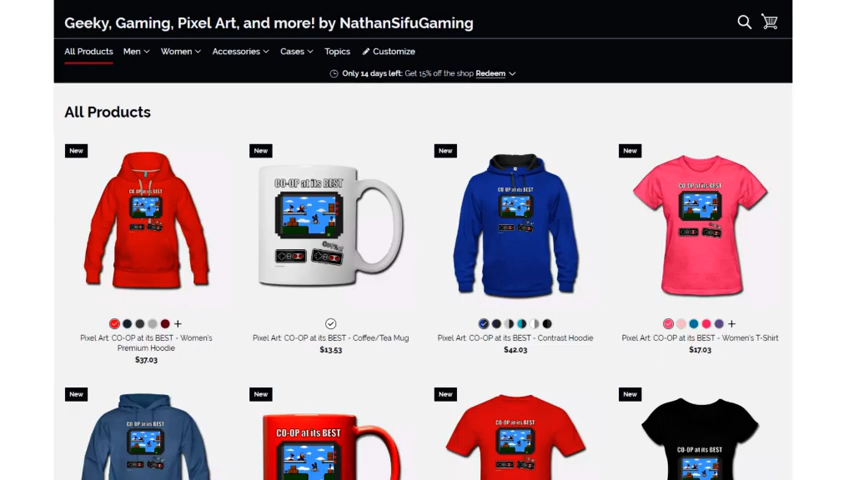 Geeky, Gaming, Pixel Art, and more! by NathanSifuGaming
All Products Men Women Accessories Cases Topics Customize
Only 14 days left: Get 15% off the shop Redeem
All Products
New New New New
CO-OP at its BEST CO-OP at its BEST CO-OP at its BEST CO-OP at its BEST
Pixel Art: CO-OP at its BEST - Women's
Premium Hoodie
$37.03
Pixel Art: CO-OP at its BEST - Coffee/Tea Mug
$13.53
Pixel Art: CO-OP at its BEST - Contrast Hoodie
$42.03
Pixel Art: CO-OP at its BEST - Women's T-Shirt
$17.03
New New New New
CO-OP at its BEST CO-OP at its BEST CO-OP at its BEST CO-OP at its BEST